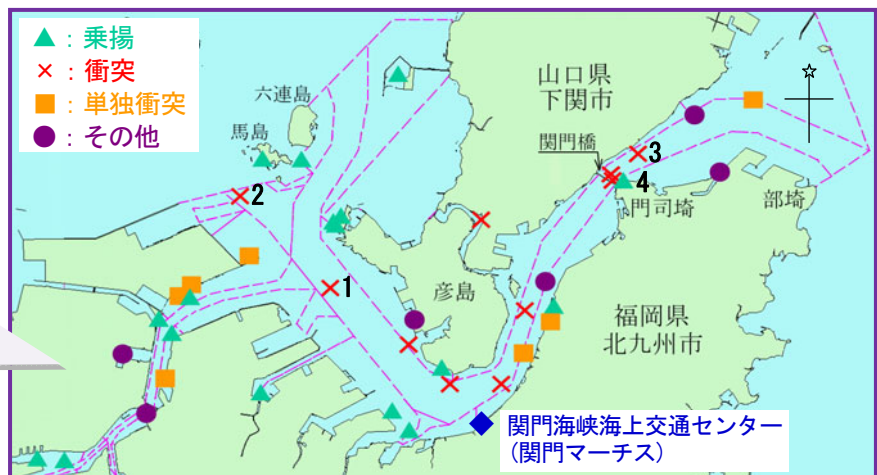 ▲：乗揚
×：衝突
■：単独衝突
●：その他
六連島
馬島
山口県
下関市
関門橋
3
4
2
門司埼
部埼
1
彦島
福岡県
北九州市
関門海峡海上交通センター
（関門マーチス）